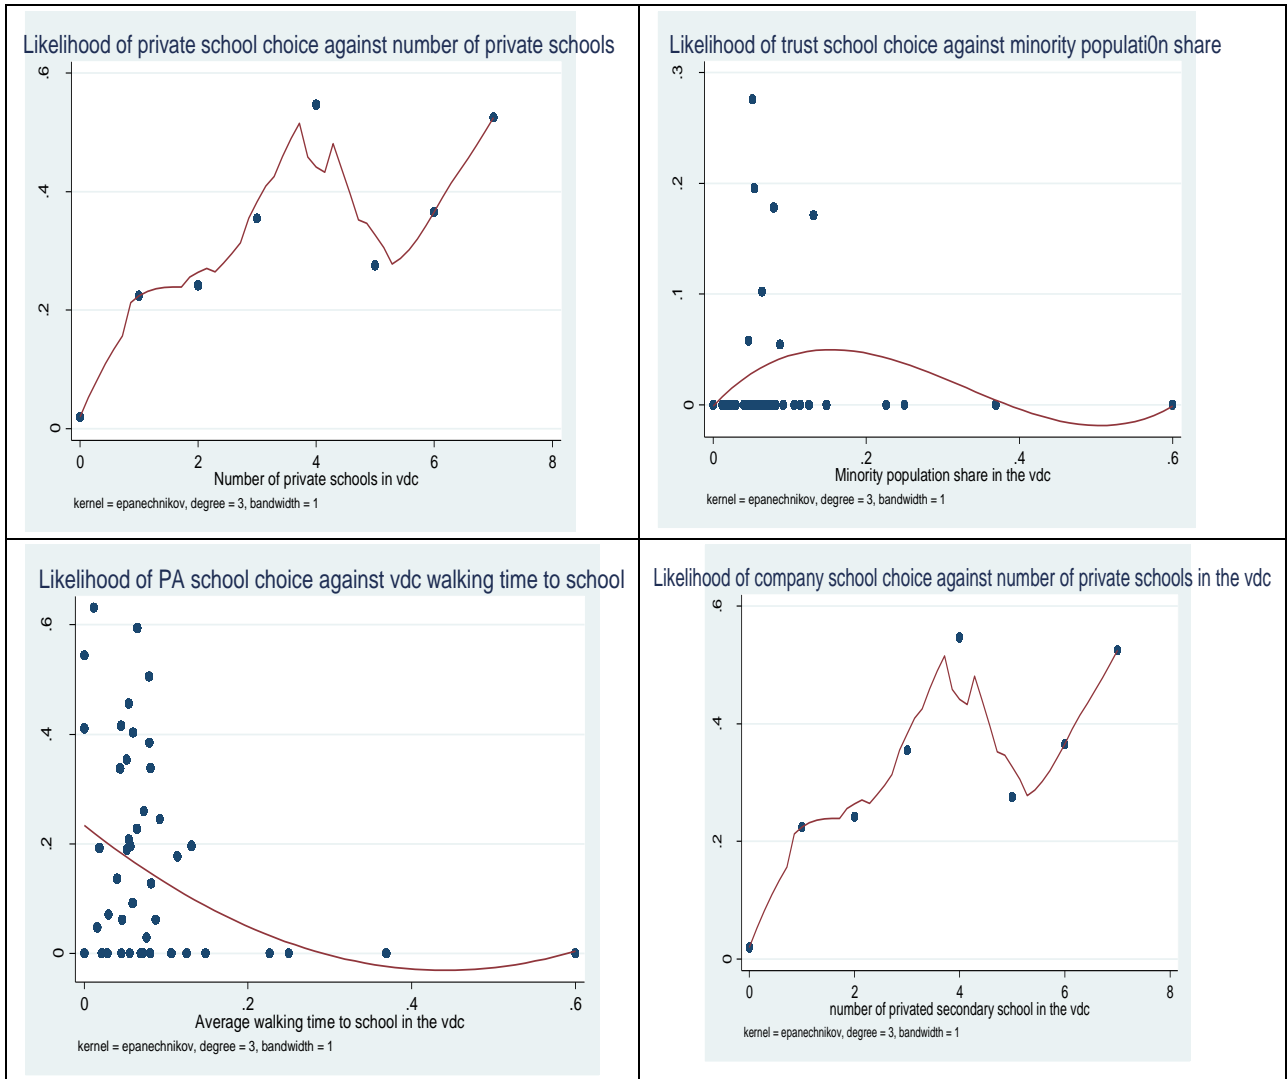 Likelihood of private school choice against number of private schools
.6
.4
.2
0
0 2 4 6 8
Number of private schools in vdc
kernel = epanechnikov, degree = 3, bandwidth = 1
Likelihood of trust school choice against minority populati0n share
.3
.2
.1
0
0 .2 .4 .6
Minority population share in the vdc
kernel = epanechnikov, degree = 3, bandwidth = 1
Likelihood of PA school choice against vdc walking time to school
.6
.4
.2
0
0 .2 .4 .6
Average walking time to school in the vdc
kernel = epanechnikov, degree = 3, bandwidth = 1
Likelihood of company school choice against number of private schools in the vdc
.6
.4
.2
0
0 2 4 6 8
number of privated secondary school in the vdc
kernel = epanechnikov, degree = 3, bandwidth = 1